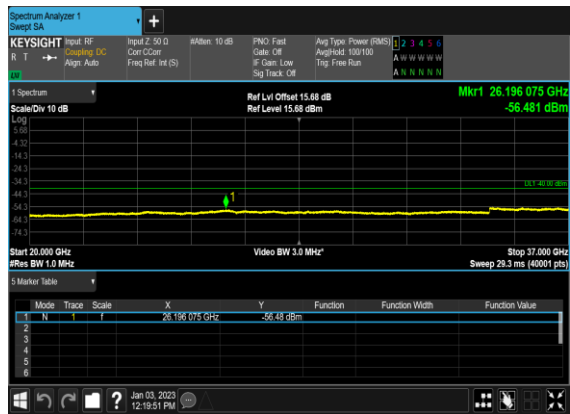 Spectrum Analyzer 1
Swept SA
+
KEYSIGHT
R T
LXI
Input: RF
Coupling: DC
Align: Auto
Input Z: 50 Ω
Corr CCorr
Freq Ref: Int (S)
#Atten: 10 dB
PNO: Fast
Gate: Off
IF Gain: Low
Sig Track: Off
Avg Type: Power (RMS)
Avg|Hold: 100/100
Trig: Free Run
1 2 3 4 5 6
A W W W W W
A N N N N N
1 Spectrum
Scale/Div 10 dB
Ref Lvl Offset 15.68 dB
Ref Level 15.68 dBm
Mkr1 26.196 075 GHz
-56.481 dBm
Log
5.68
-4.32
-14.3
-24.3
-34.3
DL1 -40.00 dBm
-44.3
1
-54.3
-64.3
-74.3
Start 20.000 GHz
#Res BW 1.0 MHz
Video BW 3.0 MHz*
Stop 37.000 GHz
Sweep 29.3 ms (40001 pts)
5 Marker Table
Mode Trace Scale X Y Function Function Width Function Value
1 N 1 f 26.196 075 GHz -56.48 dBm
2
3
4
5
6
?
Jan 03, 2023
12:19:51 PM